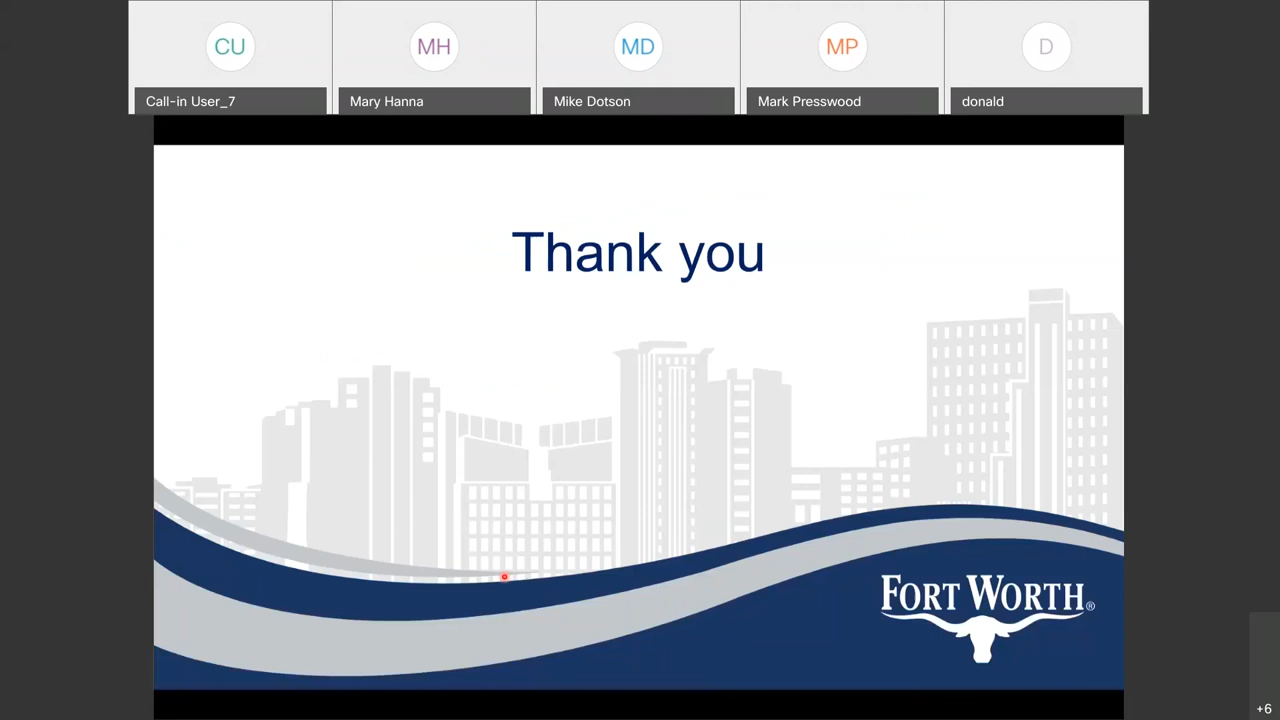 CU
MH
MD
MP
D
Call-in User_7
Mary Hanna
Mike Dotson
Mark Presswood
donald
Thank you
FORT WORTH®
+6